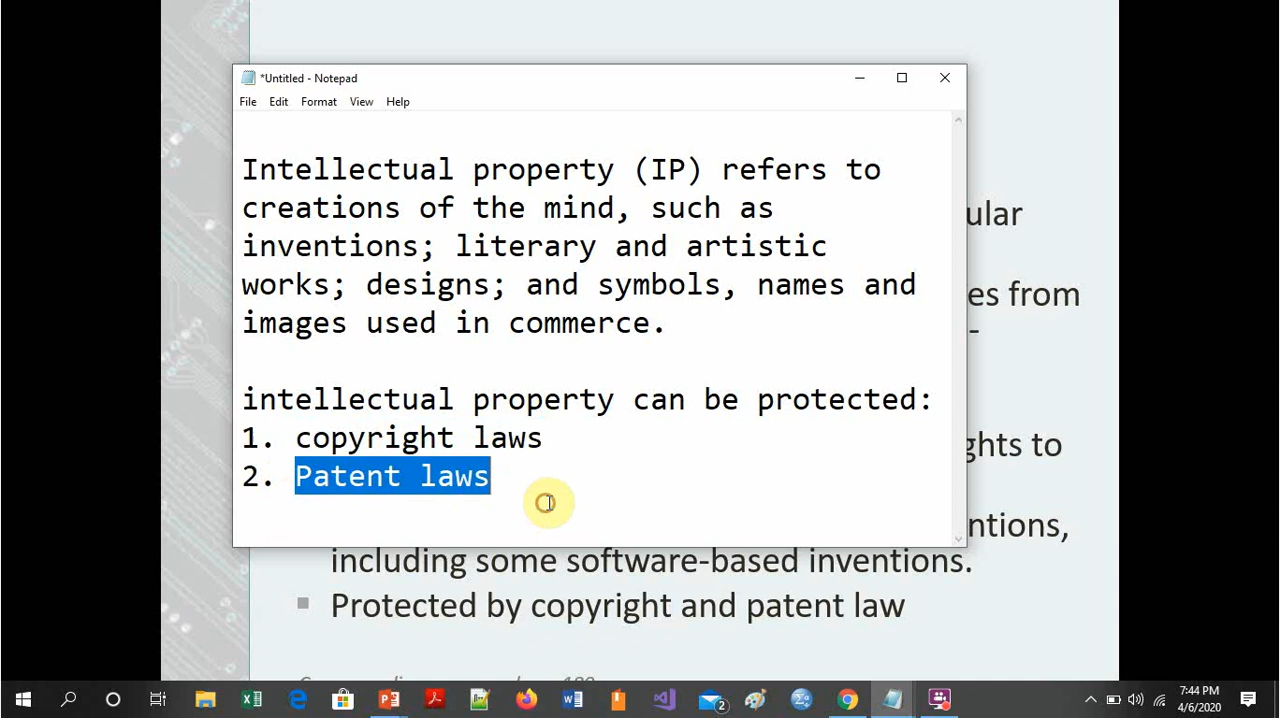 *Untitled - Notepad
File Edit Format View Help
Intellectual property (IP) refers to
creations of the mind, such as
inventions; literary and artistic
works; designs; and symbols, names and
images used in commerce.
intellectual property can be protected:
1. copyright laws
2. Patent laws
ular
es from
-
ghts to
ntions,
including some software-based inventions.
Protected by copyright and patent law
2
7:44 PM
4/6/2020